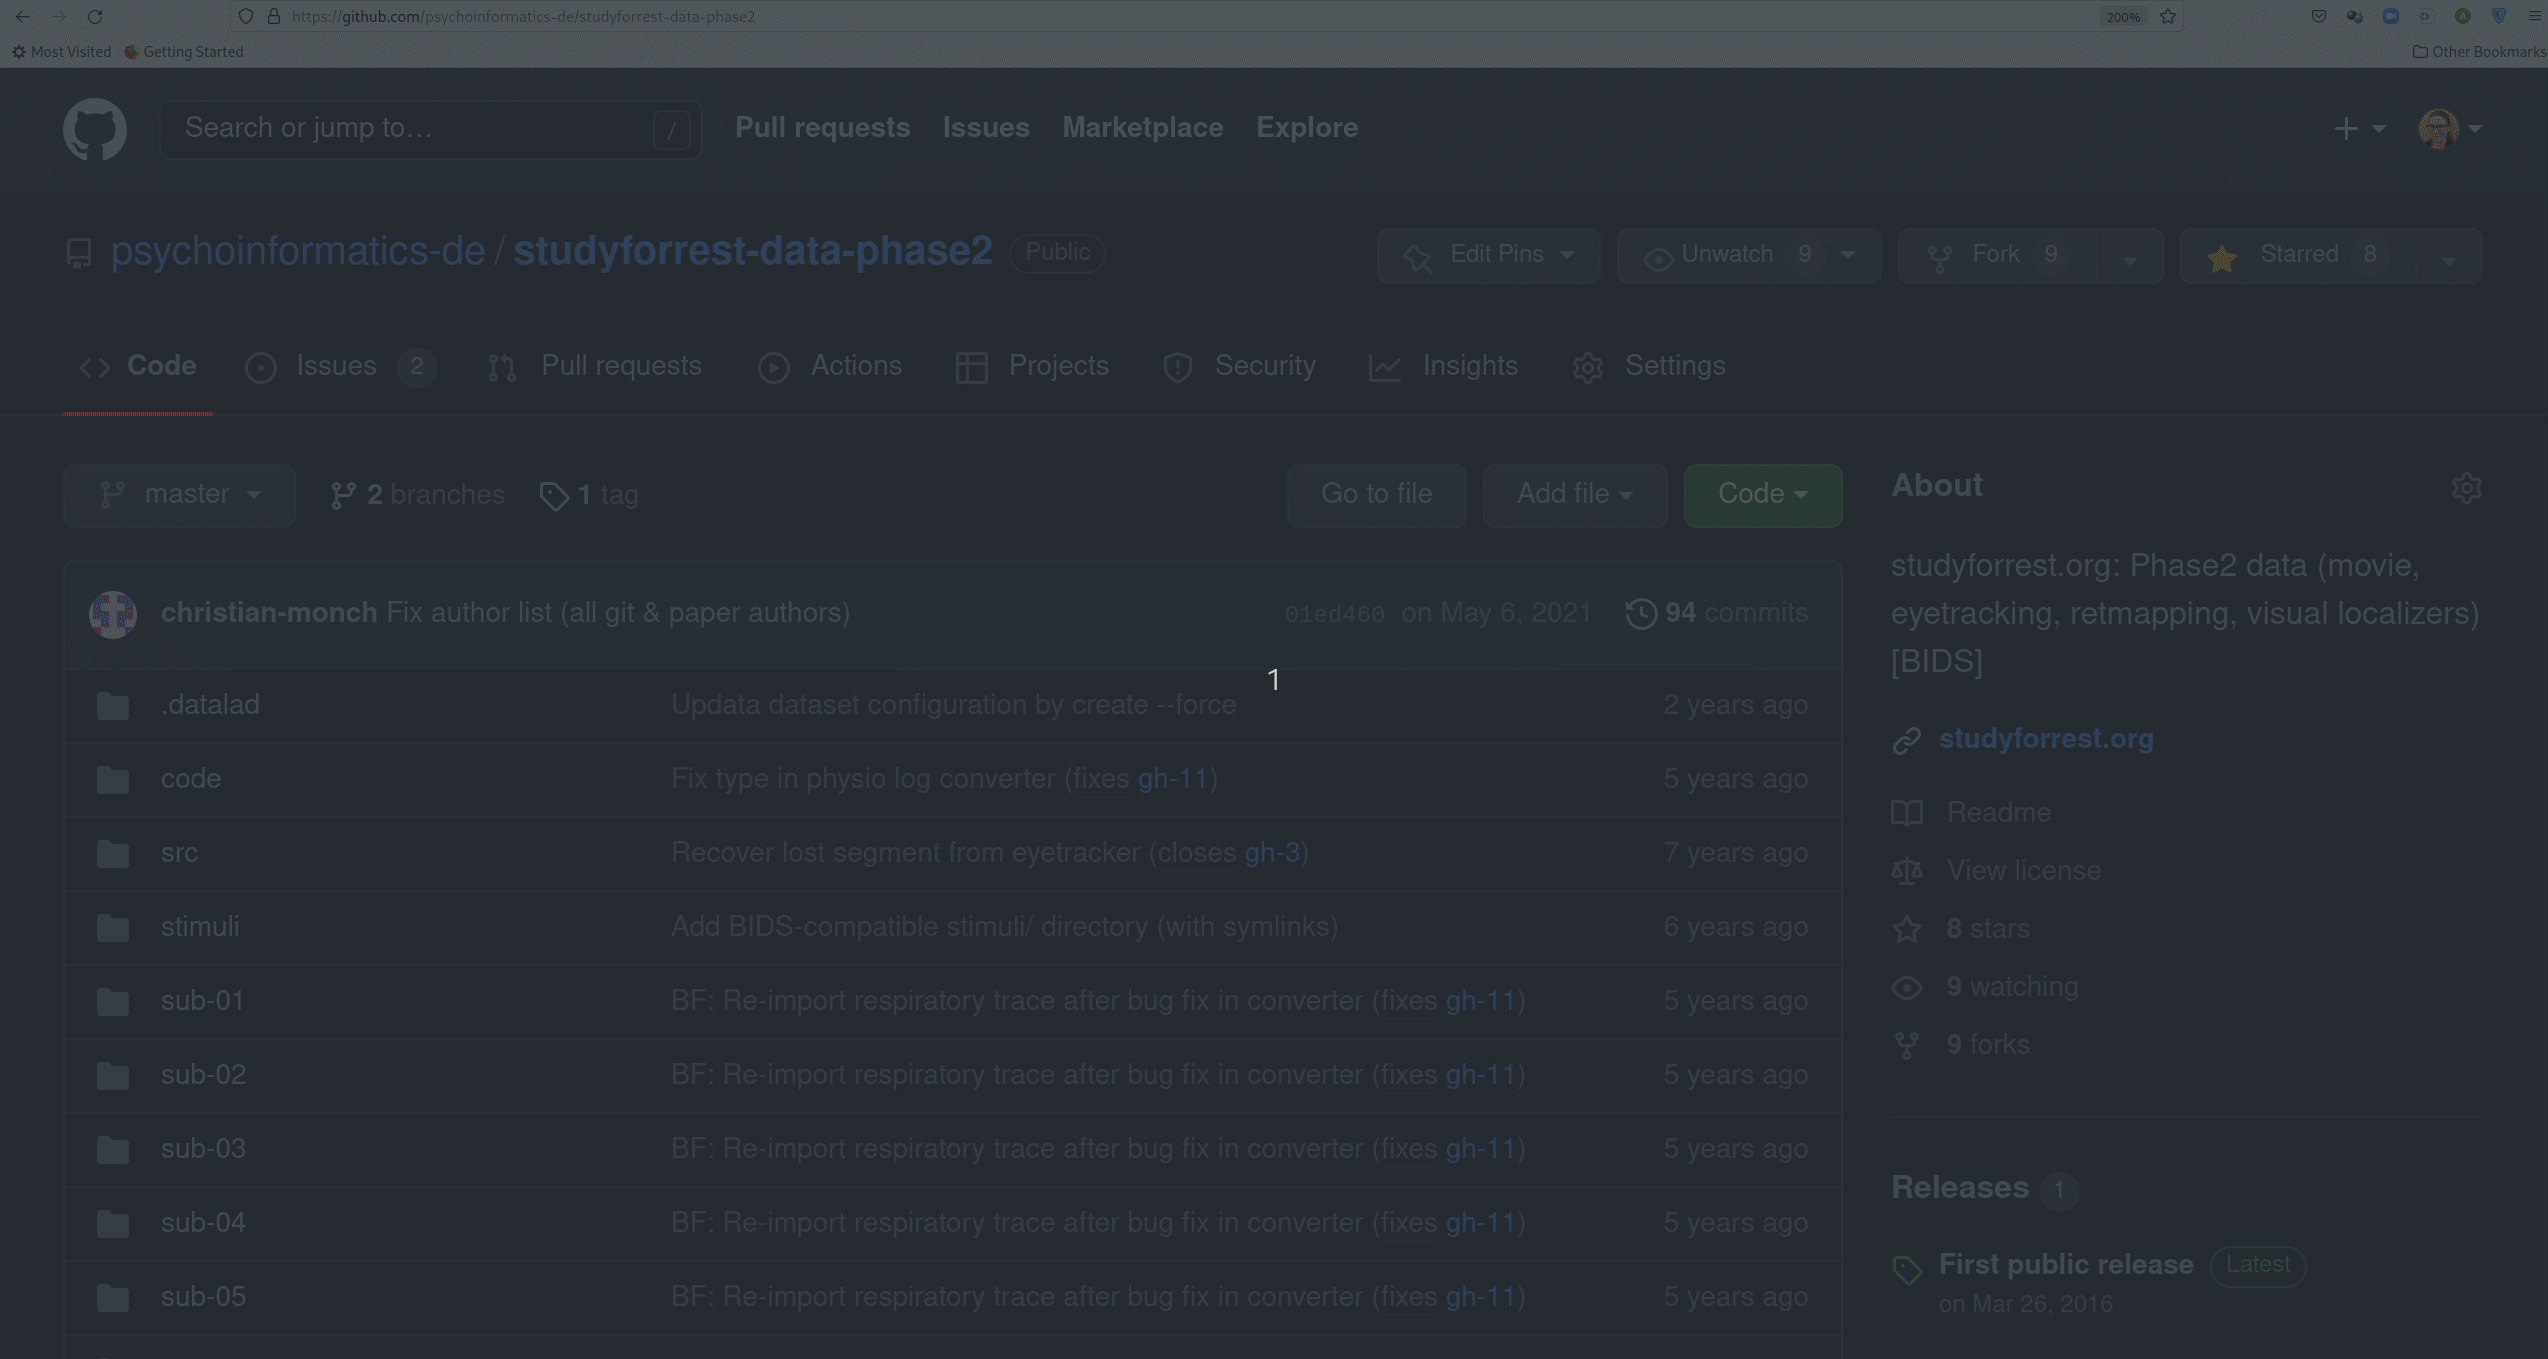 https://github.com/psychoinformatics-de/studyforrest-data-phase2 200%
Most Visited Getting Started Other Bookmarks
Search or jump to… / Pull requests Issues Marketplace Explore
psychoinformatics-de / studyforrest-data-phase2 Public Edit Pins Unwatch 9 Fork 9 Starred 8
Code Issues 2 Pull requests Actions Projects Security Insights Settings
master 2 branches 1 tag Go to file Add file Code
christian-monch Fix author list (all git & paper authors) 01ed460 on May 6, 2021 94 commits
1
.datalad Updata dataset configuration by create --force 2 years ago
code Fix type in physio log converter (fixes gh-11) 5 years ago
src Recover lost segment from eyetracker (closes gh-3) 7 years ago
stimuli Add BIDS-compatible stimuli/ directory (with symlinks) 6 years ago
sub-01 BF: Re-import respiratory trace after bug fix in converter (fixes gh-11) 5 years ago
sub-02 BF: Re-import respiratory trace after bug fix in converter (fixes gh-11) 5 years ago
sub-03 BF: Re-import respiratory trace after bug fix in converter (fixes gh-11) 5 years ago
sub-04 BF: Re-import respiratory trace after bug fix in converter (fixes gh-11) 5 years ago
sub-05 BF: Re-import respiratory trace after bug fix in converter (fixes gh-11) 5 years ago
About
studyforrest.org: Phase2 data (movie,
eyetracking, retmapping, visual localizers)
[BIDS]
studyforrest.org
Readme
View license
8 stars
9 watching
9 forks
Releases 1
First public release Latest
on Mar 26, 2016